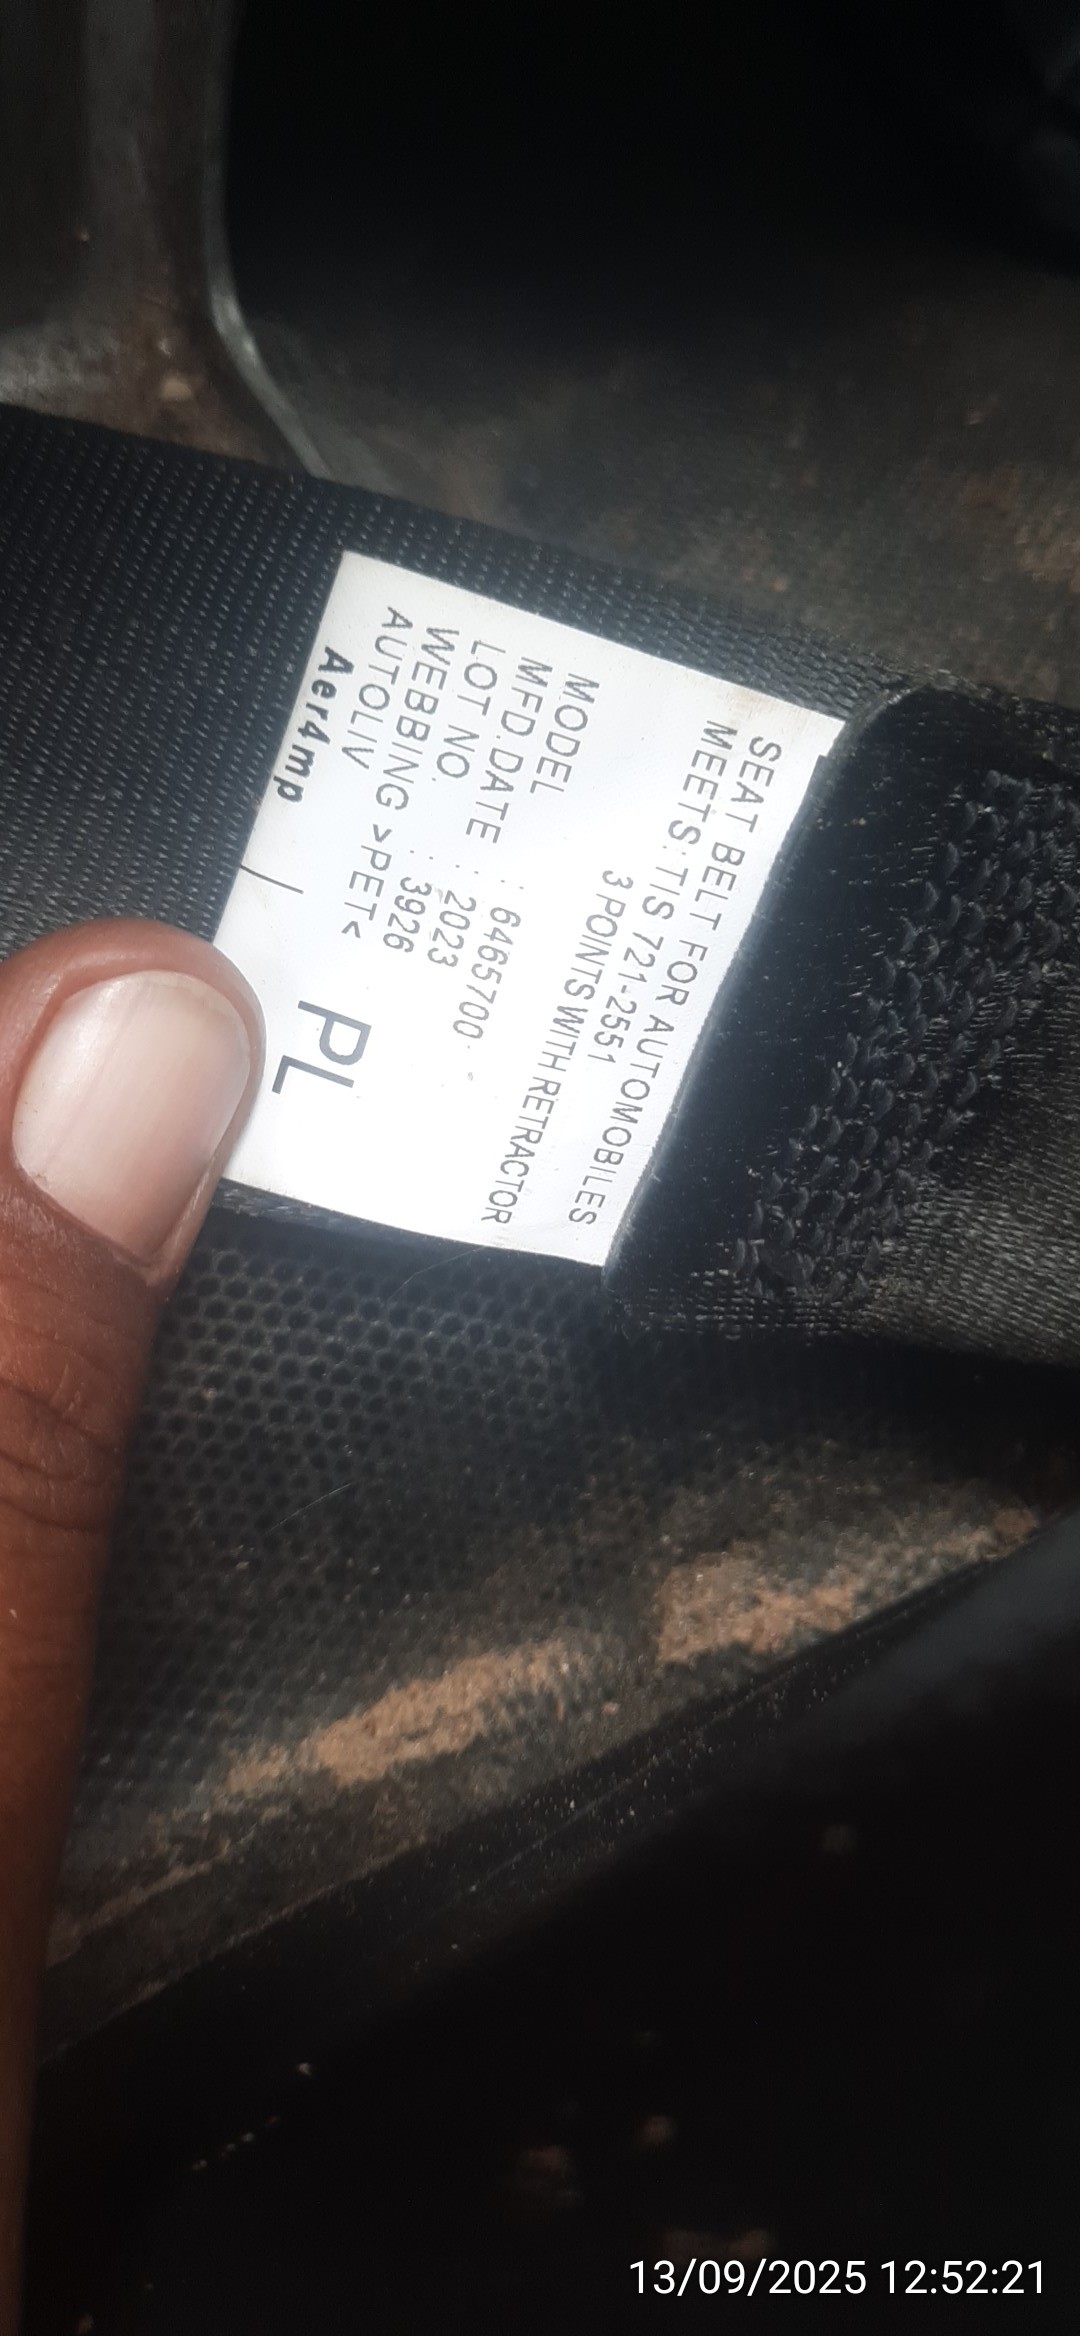 SEAT BELT FOR AUTOMOBILES
MEETS: TIS 721-2551
3 POINTS WITH RETRACTOR
MODEL : 6465700
MFD.DATE : 2023
LOT NO. : 3926
WEBBING >PET<
AUTOLIV
Aer4mp
PL
13/09/2025 12:52:21